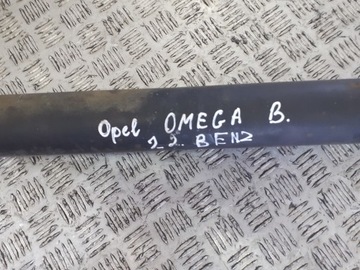 Opel OMEGA B.
2.2. BENZ